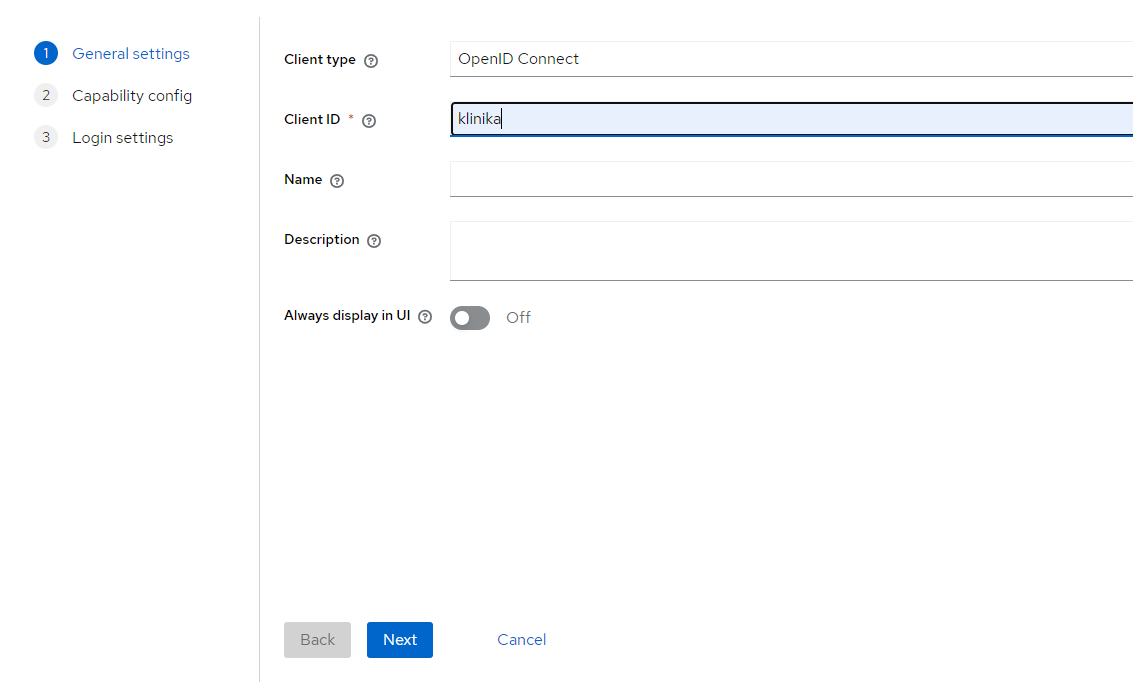 1 General settings
2 Capability config
3 Login settings
Client type ? OpenID Connect
Client ID * ? klinika
Name ?
Description ?
Always display in UI ? Off
Back Next Cancel